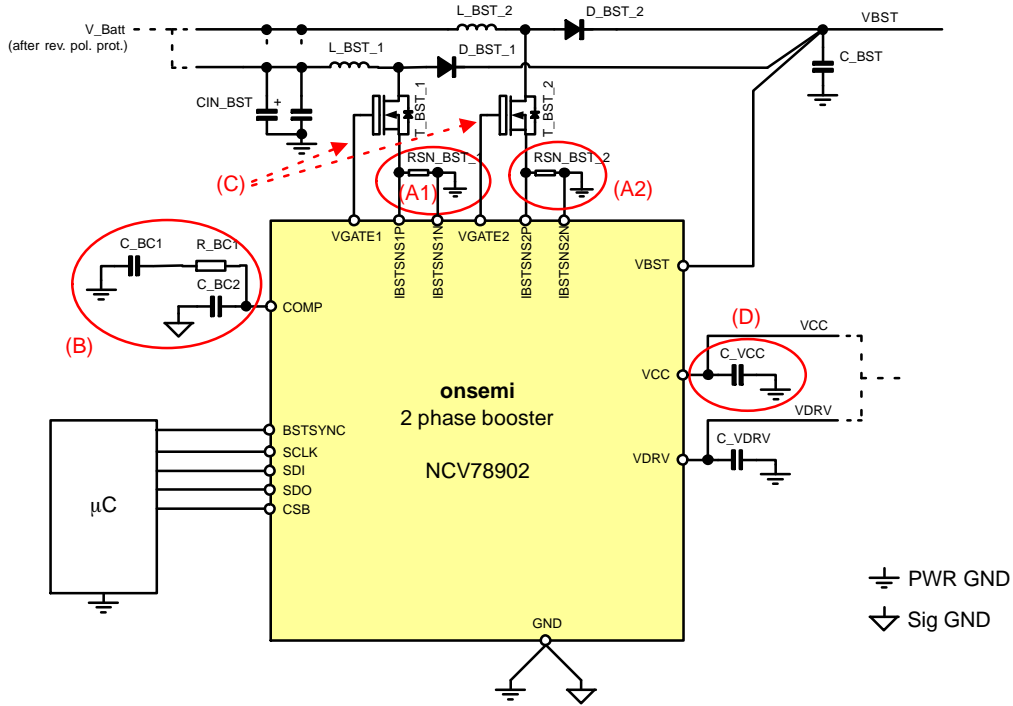 L_BST_2
D_BST_2
VBST
V_Batt
(after rev. pol. prot.)
L_BST_1
D_BST_1
C_BST
CIN_BST
+
T_BST_1
T_BST_2
RSN_BST_1
RSN_BST_2
(C)
(A1)
(A2)
VGATE1
IBSTSNS1P
IBSTSNS1N
VGATE2
IBSTSNS2P
IBSTSNS2N
C_BC1
R_BC1
VBST
C_BC2
COMP
(B)
(D)
VCC
C_VCC
VCC
onsemi
2 phase booster
NCV78902
VDRV
C_VDRV
VDRV
BSTSYNC
SCLK
SDI
SDO
CSB
μC
PWR GND
Sig GND
GND